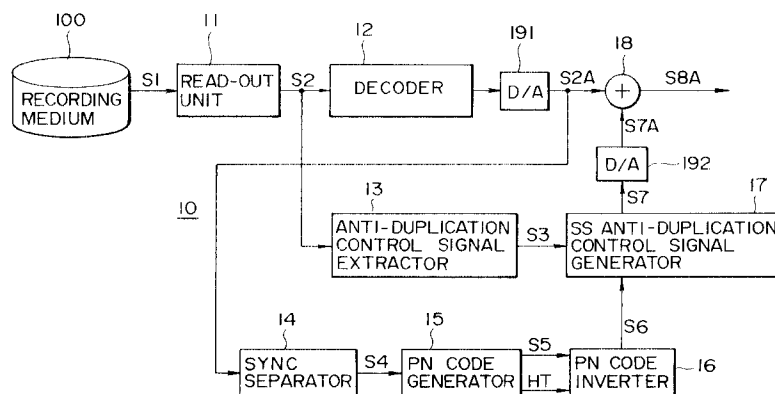 100
11
12
191
18
S1
S2
S2A
S8A
RECORDING
MEDIUM
READ-OUT
UNIT
DECODER
D/A
+
S7A
D/A
192
10
13
S7
17
ANTI-DUPLICATION
CONTROL SIGNAL
EXTRACTOR
S3
SS ANTI-DUPLICATION
CONTROL SIGNAL
GENERATOR
14
15
S6
SYNC
SEPARATOR
S4
PN CODE
GENERATOR
S5
HT
PN CODE
INVERTER
16